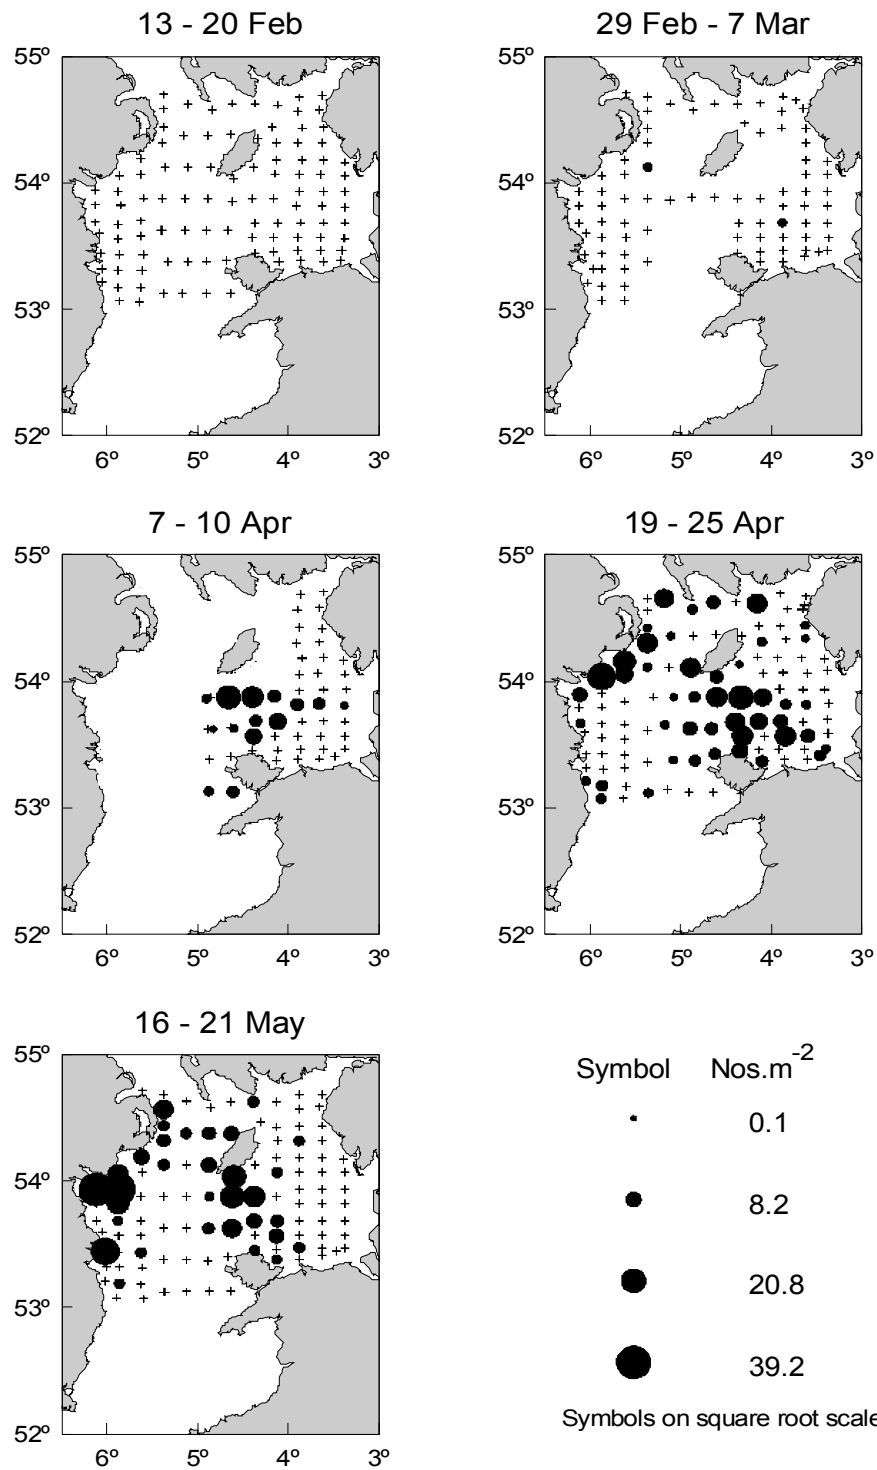 13 - 20 Feb
29 Feb - 7 Mar
55º
54º
53º
52º
6º 5º 4º 3º
55º
54º
53º
52º
6º 5º 4º 3º
7 - 10 Apr
19 - 25 Apr
55º
54º
53º
52º
6º 5º 4º 3º
55º
54º
53º
52º
6º 5º 4º 3º
16 - 21 May
55º
54º
53º
52º
6º 5º 4º 3º
Symbol Nos.m-2
0.1
8.2
20.8
39.2
Symbols on square root scale